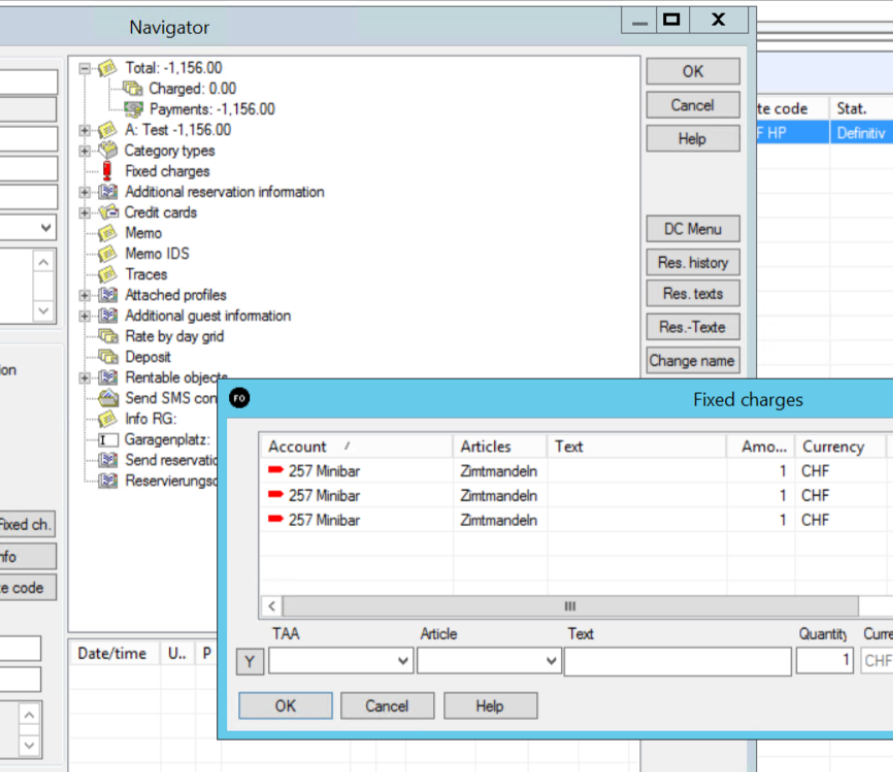 Navigator
Total: -1,156.00
Charged: 0.00
Payments: -1,156.00
A: Test -1,156.00
Category types
Fixed charges
Additional reservation information
Credit cards
Memo
Memo IDS
Traces
Attached profiles
Additional guest information
Rate by day grid
Deposit
Rentable objects
Send SMS con
Info RG:
Garagenplatz:
Send reservatio
Reservierungsc
OK
Cancel
Help
DC Menu
Res. history
Res. texts
Res.-Texte
Change name
te code Stat.
F HP Definitiv
ion
Fixed ch.
nfo
te code
Date/time U.. P
FO Fixed charges
Account Articles Text Amo... Currency
257 Minibar Zimtmandeln 1 CHF
257 Minibar Zimtmandeln 1 CHF
257 Minibar Zimtmandeln 1 CHF
TAA Article Text Quantity Curre
Y 1 CHF
OK Cancel Help